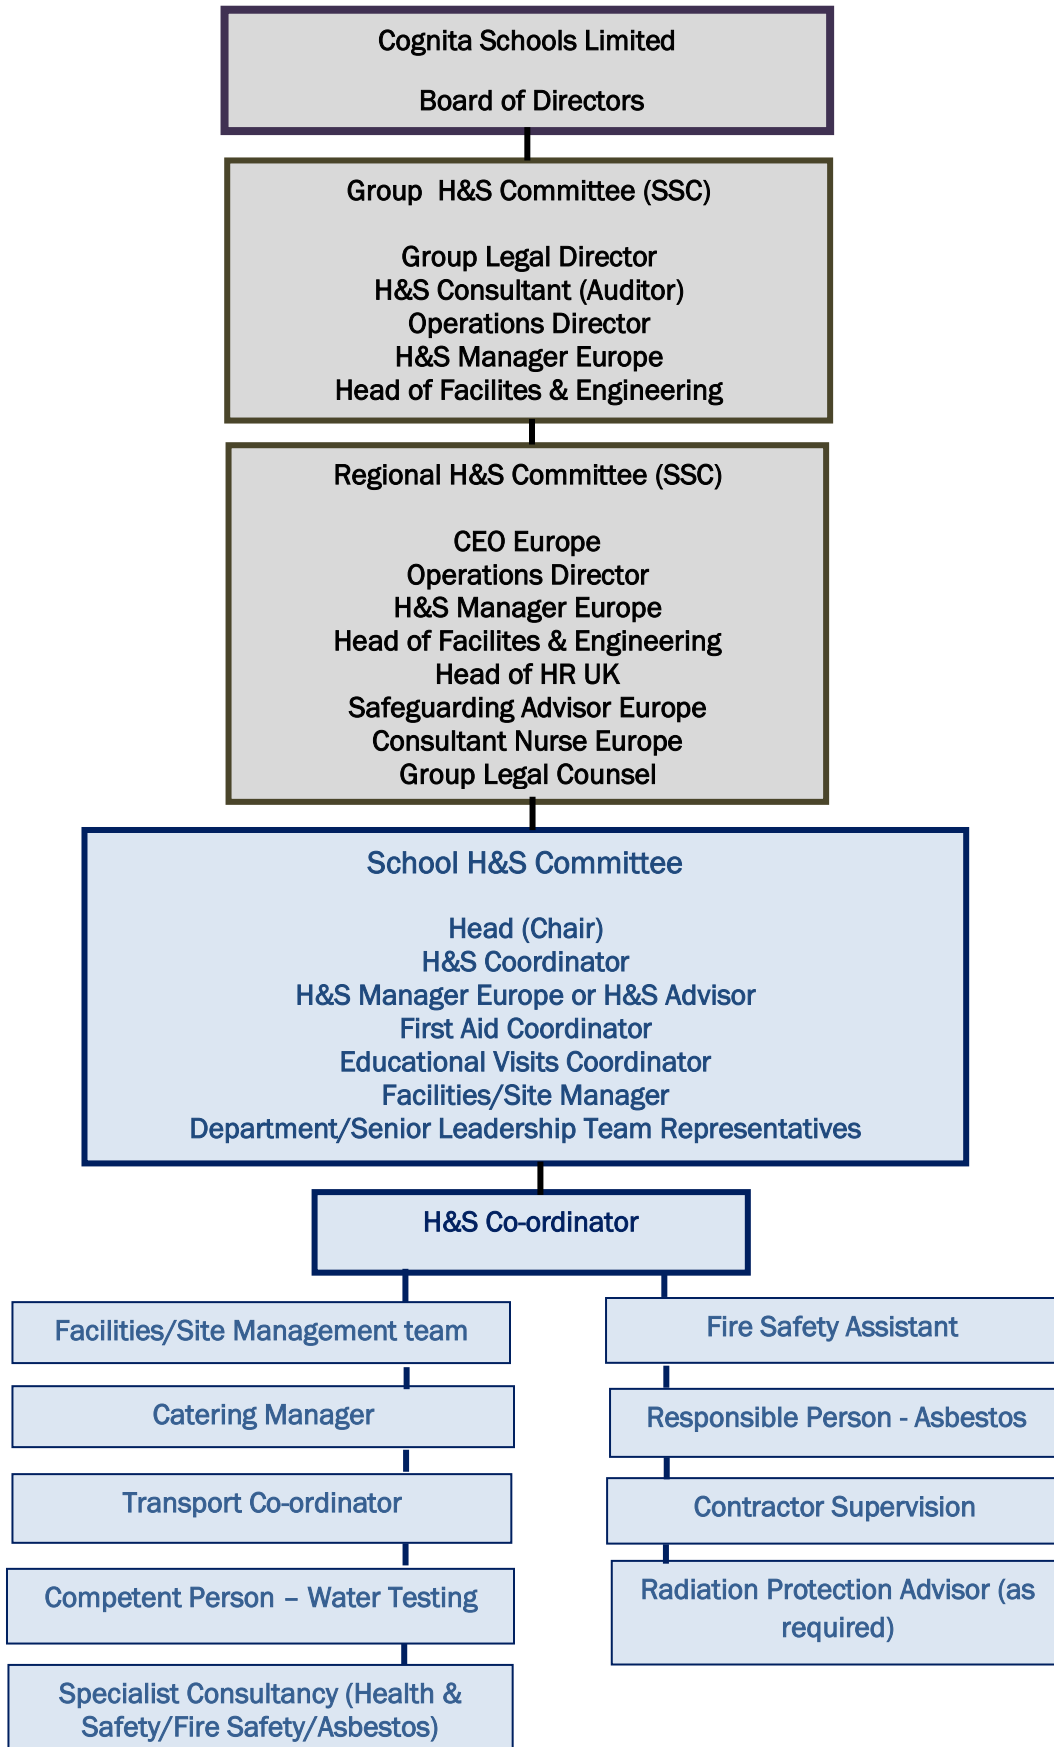 Cognita Schools Limited
Board of Directors
Group H&S Committee (SSC)
Group Legal Director
H&S Consultant (Auditor)
Operations Director
H&S Manager Europe
Head of Facilites & Engineering
Regional H&S Committee (SSC)
CEO Europe
Operations Director
H&S Manager Europe
Head of Facilites & Engineering
Head of HR UK
Safeguarding Advisor Europe
Consultant Nurse Europe
Group Legal Counsel
School H&S Committee
Head (Chair)
H&S Coordinator
H&S Manager Europe or H&S Advisor
First Aid Coordinator
Educational Visits Coordinator
Facilities/Site Manager
Department/Senior Leadership Team Representatives
H&S Co-ordinator
Facilities/Site Management team
Catering Manager
Transport Co-ordinator
Competent Person – Water Testing
Specialist Consultancy (Health &
Safety/Fire Safety/Asbestos)
Fire Safety Assistant
Responsible Person - Asbestos
Contractor Supervision
Radiation Protection Advisor (as
required)